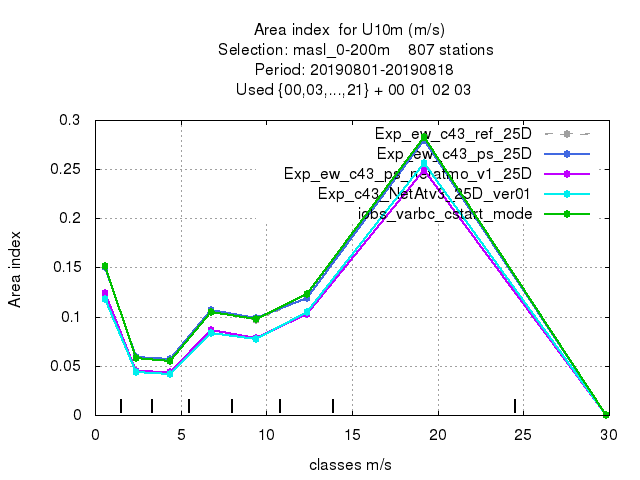 Area index  for U10m (m/s)
Selection: masl_0-200m    807 stations
Period: 20190801-20190818
Used {00,03,...,21} + 00 01 02 03
Exp_ew_c43_ref_25D
Exp_ew_c43_ps_25D
Exp_ew_c43_ps_netatmo_v1_25D
Exp_c43_NetAtv3_25D_ver01
iobs_varbc_cstart_mode
0.3
0.25
0.2
0.15
0.1
0.05
0
0 5 10 15 20 25 30
Area index
classes m/s